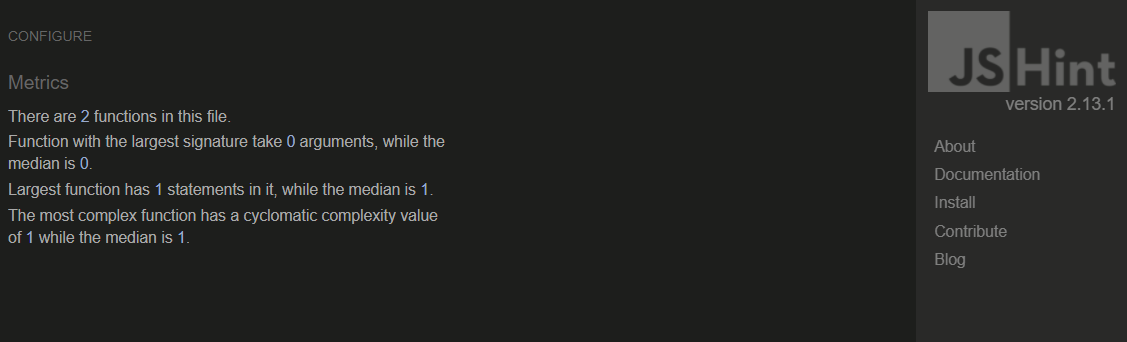 CONFIGURE
Metrics
There are 2 functions in this file.
Function with the largest signature take 0 arguments, while the
median is 0.
Largest function has 1 statements in it, while the median is 1.
The most complex function has a cyclomatic complexity value
of 1 while the median is 1.
JSHint
version 2.13.1
About
Documentation
Install
Contribute
Blog